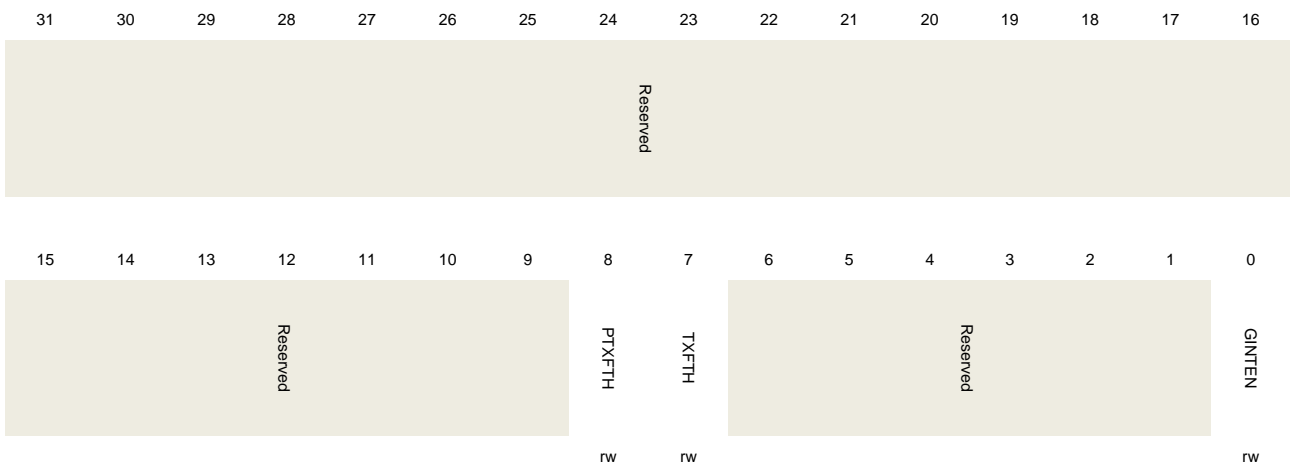 31 30 29 28 27 26 25 24 23 22 21 20 19 18 17 16
Reserved
15 14 13 12 11 10 9 8 7 6 5 4 3 2 1 0
Reserved PTXFTH TXFTH Reserved GINTEN
rw rw rw